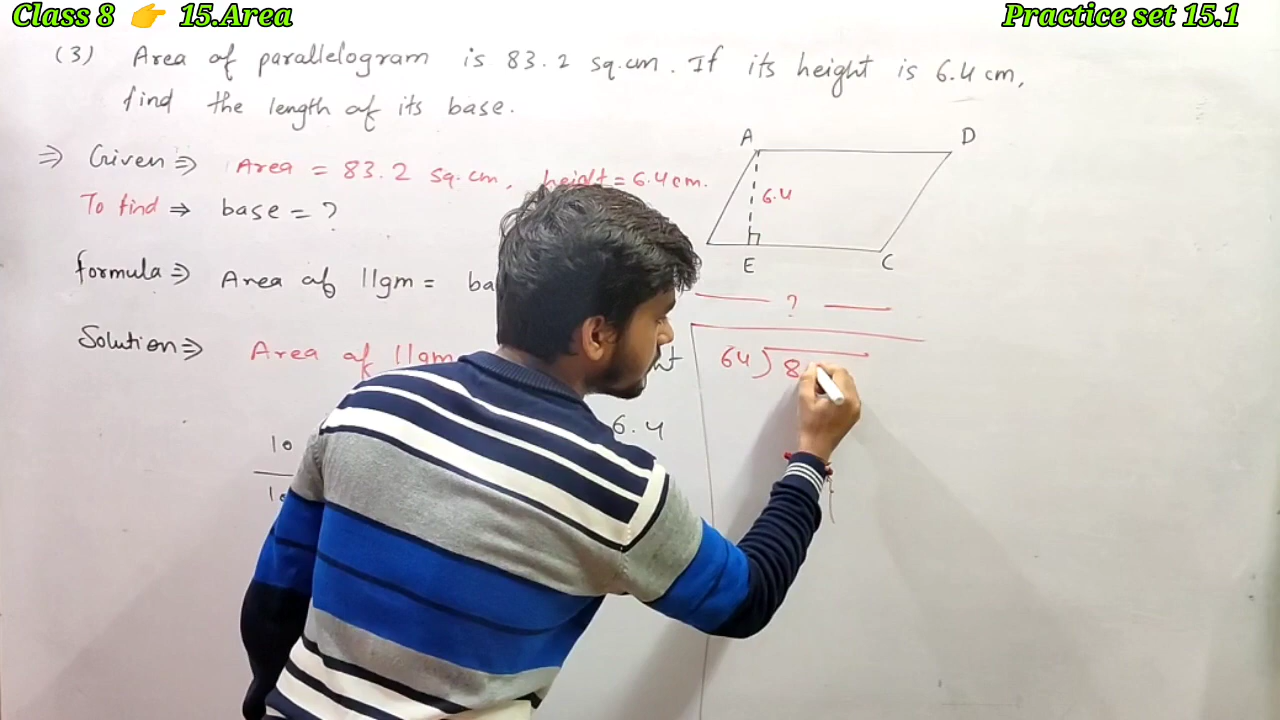 Class 8 👉 15.Area
Practice set 15.1
(3) Area of parallelogram is 83.2 sq.cm. If its height is 6.4 cm,
find the length of its base.
⇒ Given ⇒ Area = 83.2 sq.cm, height = 6.4 cm.
To find ⇒ base = ?
formula ⇒ Area of ||gm =
Solution ⇒ Area of ||gm
6.4
10
A
D
6.4
E
C
?
64) 8